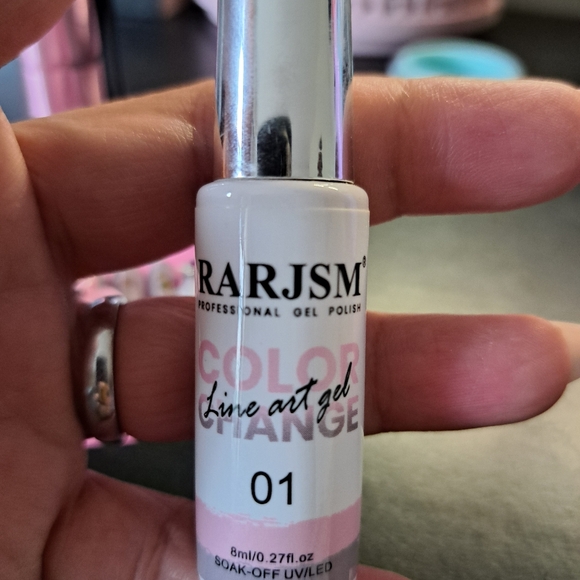 RARJSM®
PROFESSIONAL GEL POLISH
COLOR
Line art gel
CHANGE
01
8ml/0.27fl.oz
SOAK-OFF UV/LED